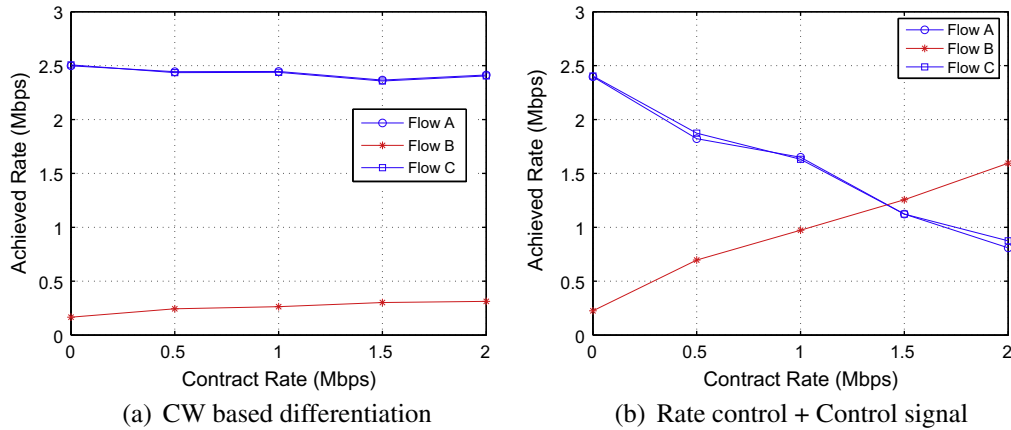 3
2.5
2
1.5
1
0.5
0
Achieved Rate (Mbps)
Flow A
Flow B
Flow C
0 0.5 1 1.5 2
Contract Rate (Mbps)
(a) CW based differentiation
3
2.5
2
1.5
1
0.5
0
Achieved Rate (Mbps)
Flow A
Flow B
Flow C
0 0.5 1 1.5 2
Contract Rate (Mbps)
(b) Rate control + Control signal